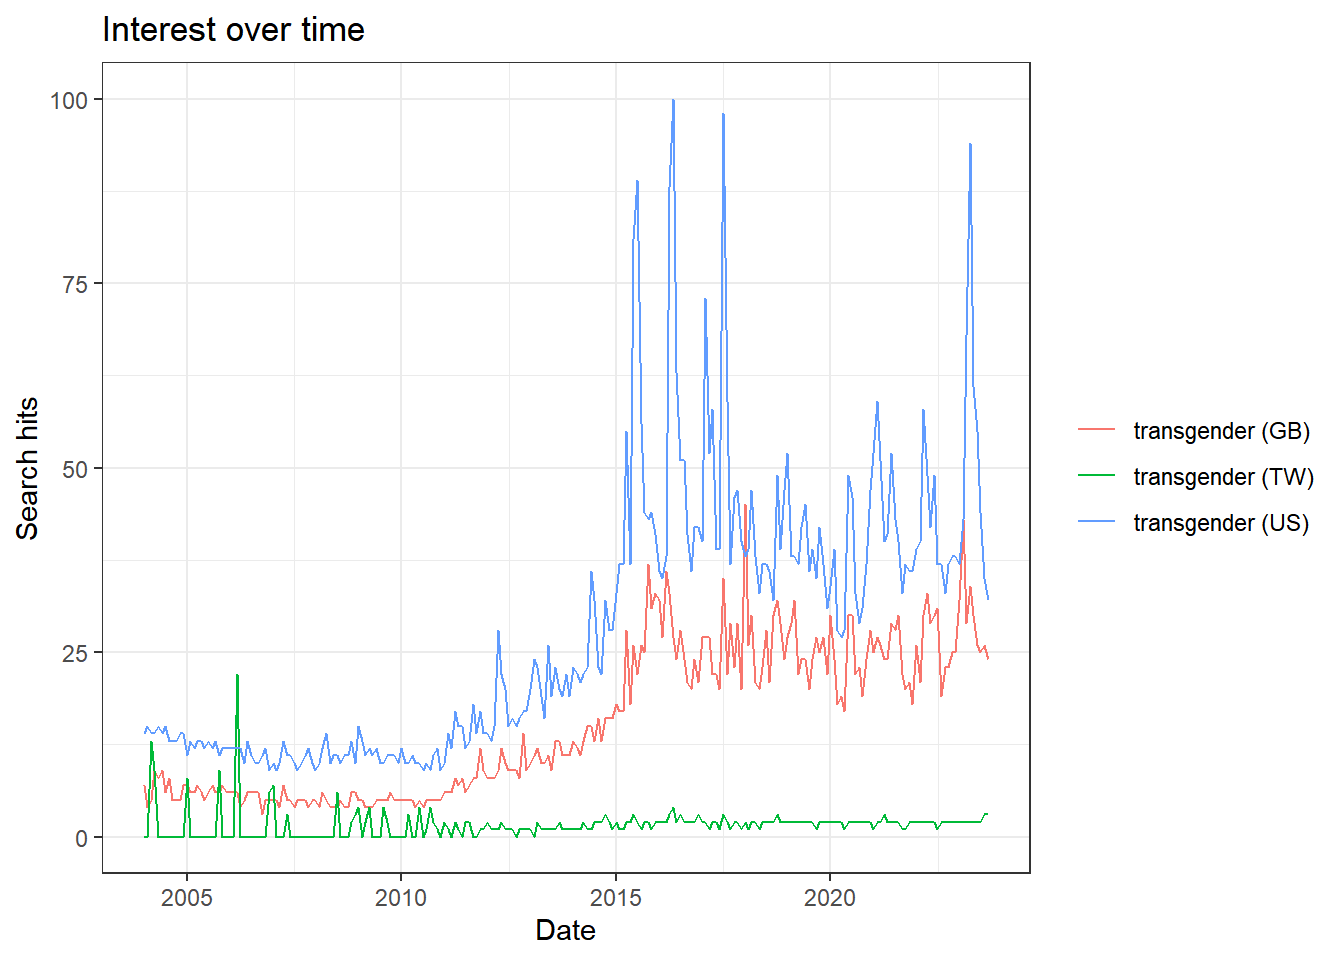 Interest over time
100
75
50
25
0
Search hits
2005 2010 2015 2020
Date
transgender (GB)
transgender (TW)
transgender (US)